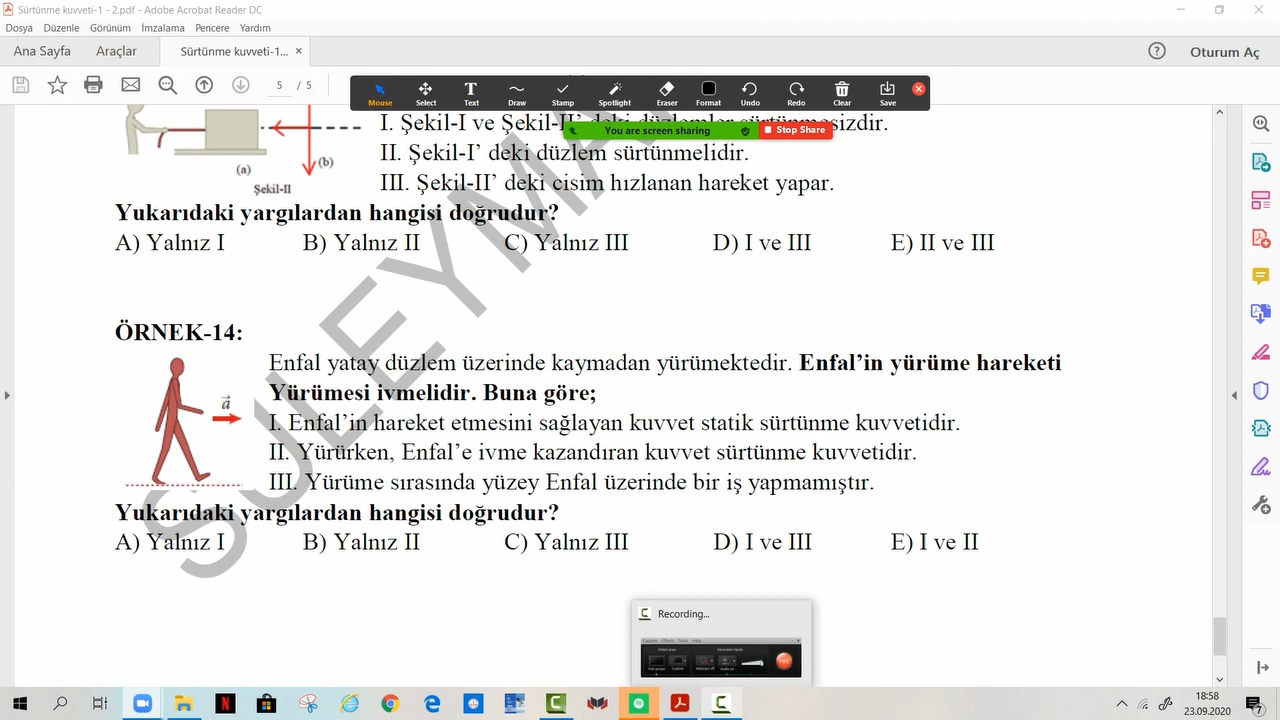 Sürtünme kuvveti-1 - 2.pdf - Adobe Acrobat Reader DC
Dosya Düzenle Görünüm İmzalama Pencere Yardım
Ana Sayfa Araçlar Sürtünme kuvveti-1... × Oturum Aç
5 / 5
Mouse Select Text Draw Stamp Spotlight Eraser Format Undo Redo Clear Save
You are screen sharing Stop Share
I. Şekil-I ve Şekil-II’ deki düzlemler sürtünmesizdir.
II. Şekil-I’ deki düzlem sürtünmelidir.
III. Şekil-II’ deki cisim hızlanan hareket yapar.
(a) (b)
Şekil-II
Yukarıdaki yargılardan hangisi doğrudur?
A) Yalnız I B) Yalnız II C) Yalnız III D) I ve III E) II ve III
ÖRNEK-14:
Enfal yatay düzlem üzerinde kaymadan yürümektedir. Enfal’in yürüme hareketi
Yürümesi ivmelidir. Buna göre;
a
I. Enfal’in hareket etmesini sağlayan kuvvet statik sürtünme kuvvetidir.
II. Yürürken, Enfal’e ivme kazandıran kuvvet sürtünme kuvvetidir.
III. Yürüme sırasında yüzey Enfal üzerinde bir iş yapmamıştır.
Yukarıdaki yargılardan hangisi doğrudur?
A) Yalnız I B) Yalnız II C) Yalnız III D) I ve III E) I ve II
SÜLEYMA
Recording...
18:58
23.09.2020